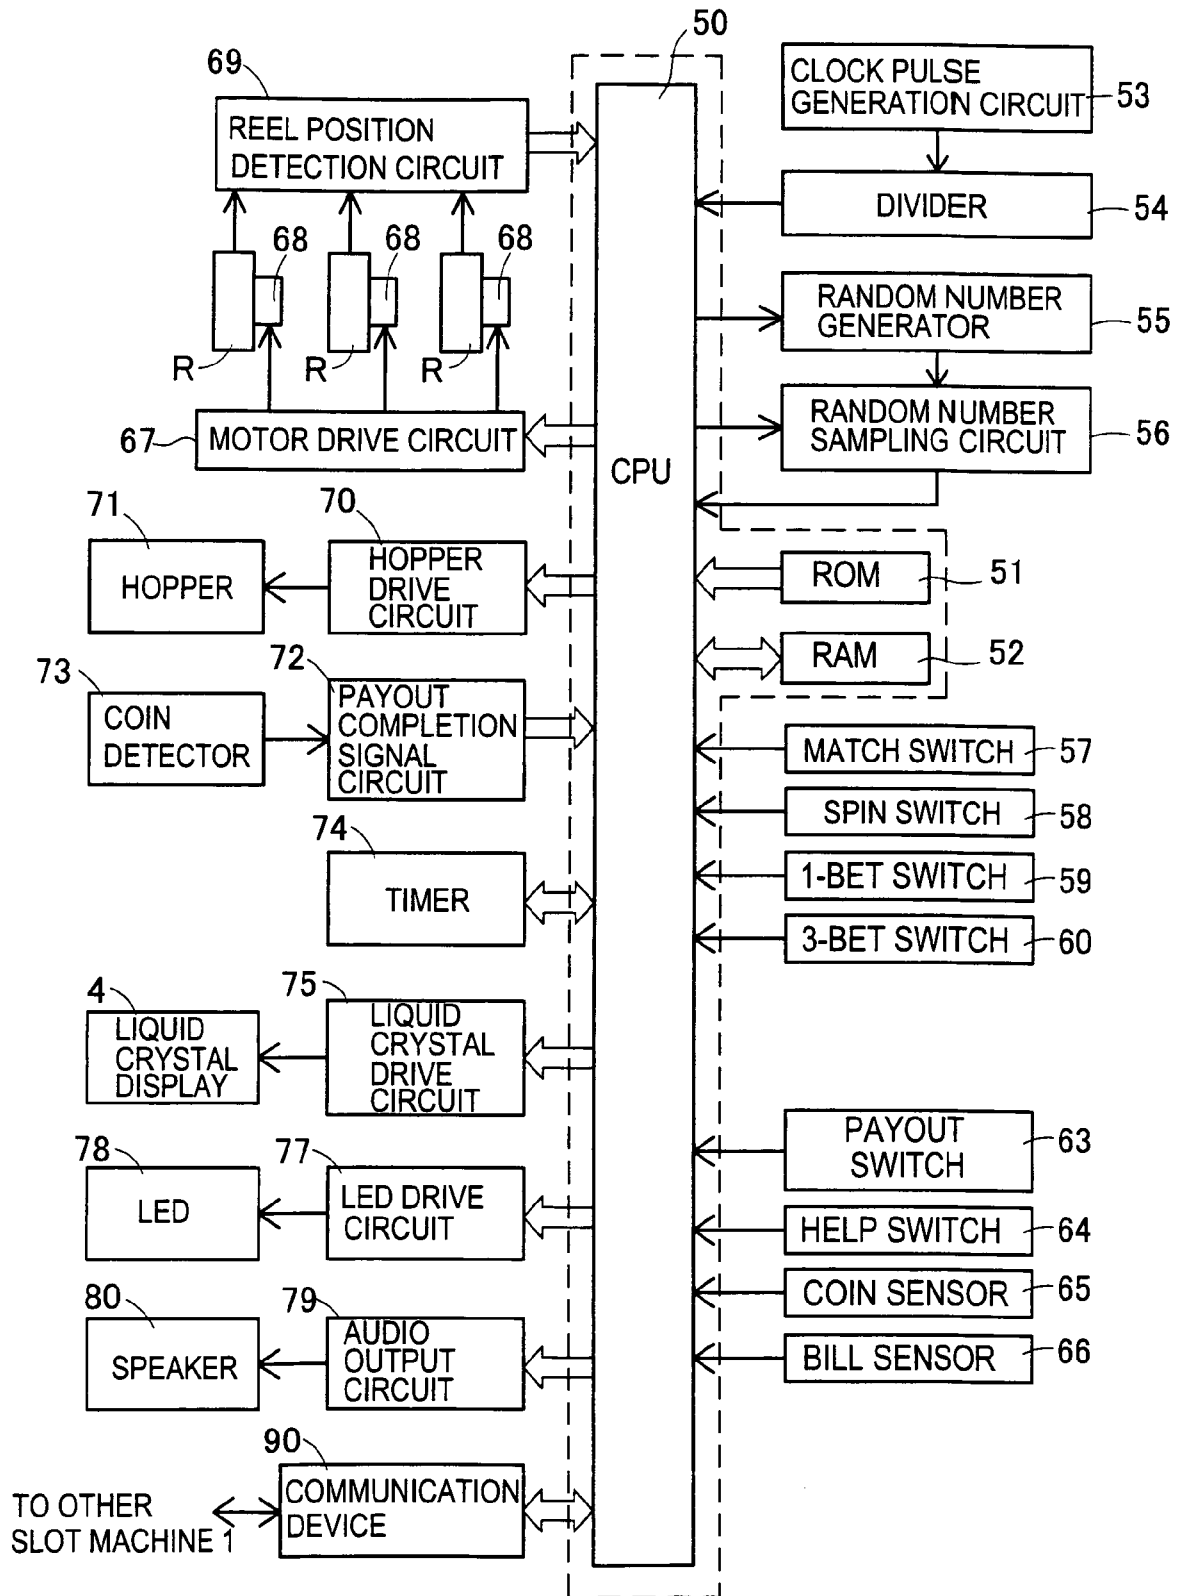 50
69
CLOCK PULSE
GENERATION CIRCUIT
53
REEL POSITION
DETECTION CIRCUIT
DIVIDER
54
68
68
68
RANDOM NUMBER
GENERATOR
55
R
R
R
RANDOM NUMBER
SAMPLING CIRCUIT
56
67
MOTOR DRIVE CIRCUIT
CPU
71
70
HOPPER
HOPPER
DRIVE
CIRCUIT
ROM
51
RAM
52
73
72
COIN
DETECTOR
PAYOUT
COMPLETION
SIGNAL
CIRCUIT
MATCH SWITCH
57
SPIN SWITCH
58
74
TIMER
1-BET SWITCH
59
3-BET SWITCH
60
4
75
LIQUID
CRYSTAL
DISPLAY
LIQUID
CRYSTAL
DRIVE
CIRCUIT
PAYOUT
SWITCH
63
78
77
LED
LED DRIVE
CIRCUIT
HELP SWITCH
64
COIN SENSOR
65
80
79
SPEAKER
AUDIO
OUTPUT
CIRCUIT
BILL SENSOR
66
90
TO OTHER
SLOT MACHINE 1
COMMUNICATION
DEVICE